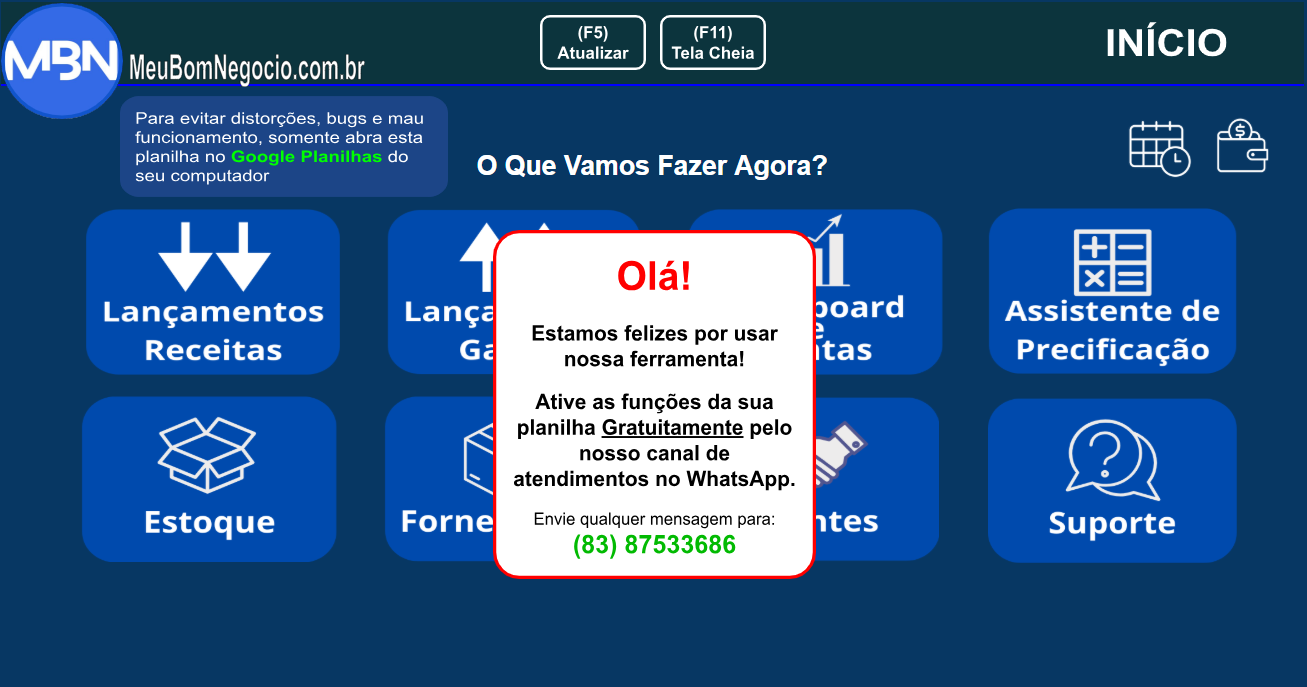 MBN
MeuBomNegocio.com.br
(F5)
Atualizar
(F11)
Tela Cheia
INÍCIO
Para evitar distorções, bugs e mau
funcionamento, somente abra esta
planilha no Google Planilhas do
seu computador
O Que Vamos Fazer Agora?
Lançamentos
Receitas
Assistente de
Precificação
Olá!
Estamos felizes por usar
nossa ferramenta!
Ative as funções da sua
planilha Gratuitamente pelo
nosso canal de
atendimentos no WhatsApp.
Envie qualquer mensagem para:
(83) 87533686
Estoque
Suporte